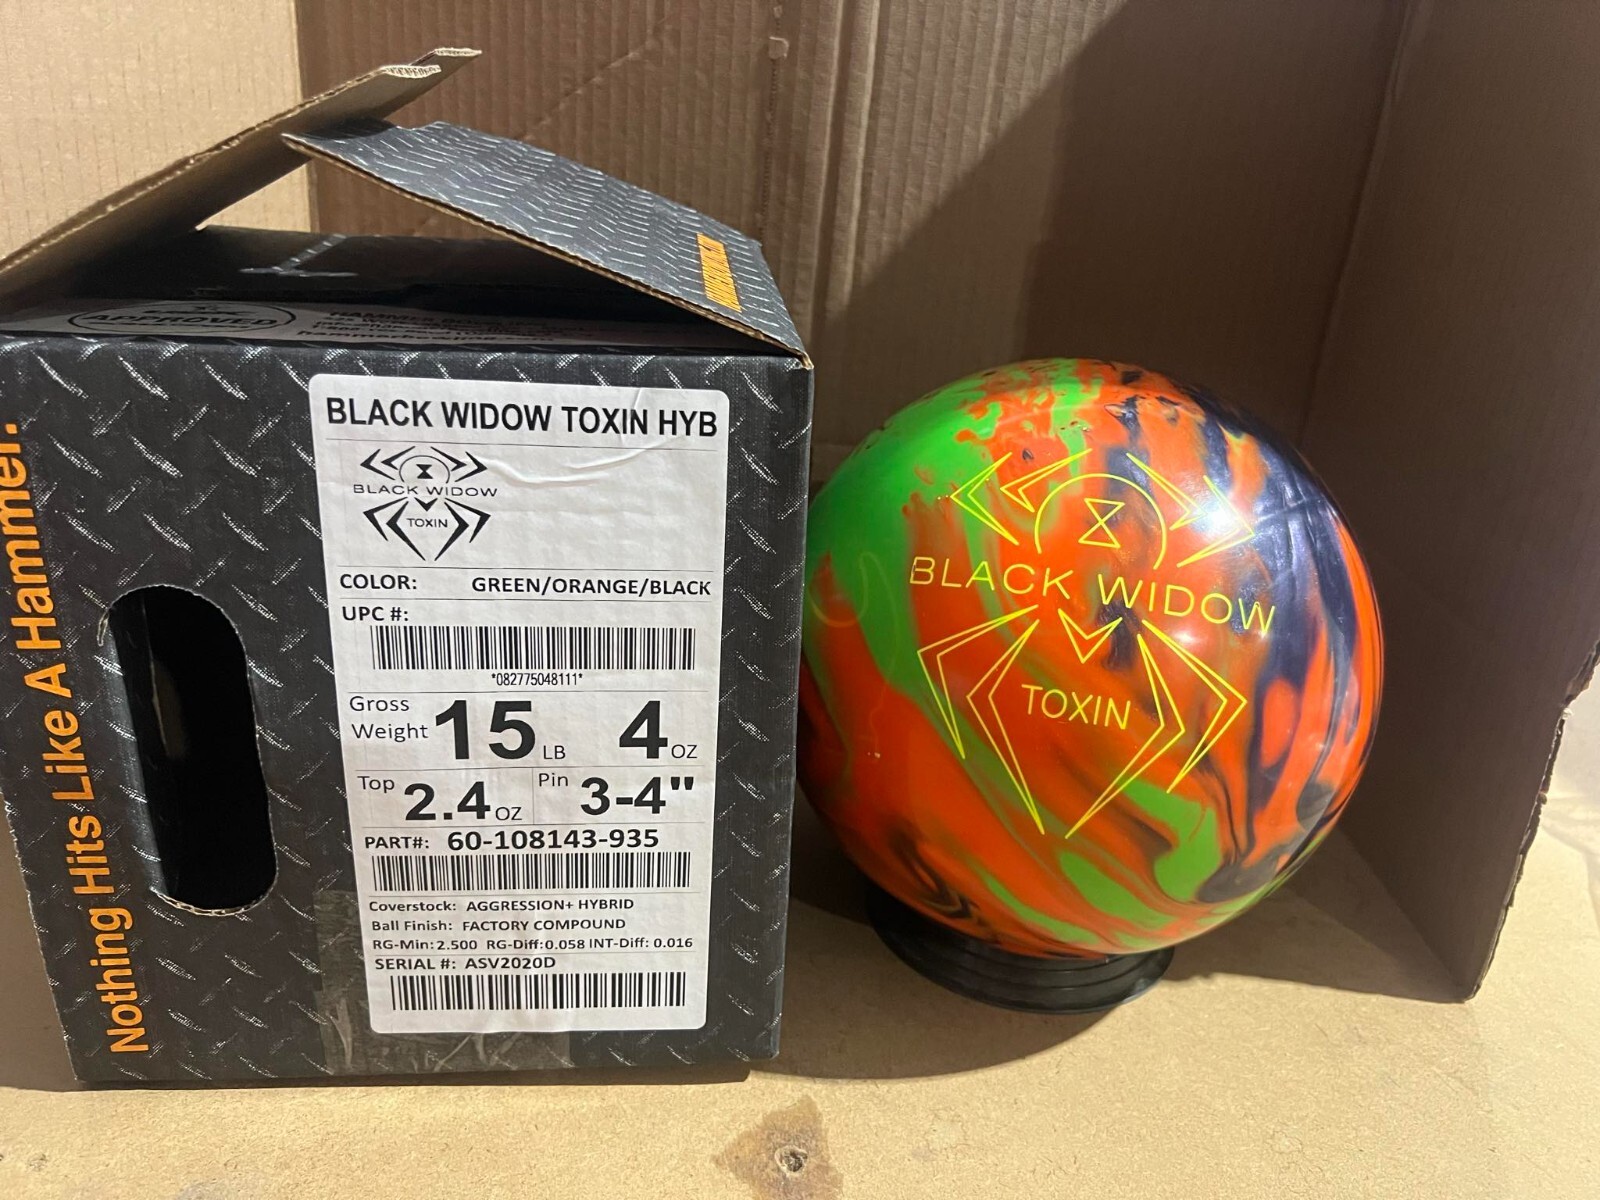 APPROVED
Nothing Hits Like A Hammer.
BLACK WIDOW TOXIN HYB
BLACK WIDOW
TOXIN
COLOR: GREEN/ORANGE/BLACK
UPC #:
*082775048111*
Gross Weight 15 LB 4 OZ
Top 2.4 OZ Pin 3-4"
PART#: 60-108143-935
Coverstock: AGGRESSION+ HYBRID
Ball Finish: FACTORY COMPOUND
RG-Min: 2.500 RG-Diff: 0.058 INT-Diff: 0.016
SERIAL #: ASV2020D
BLACK WIDOW
TOXIN